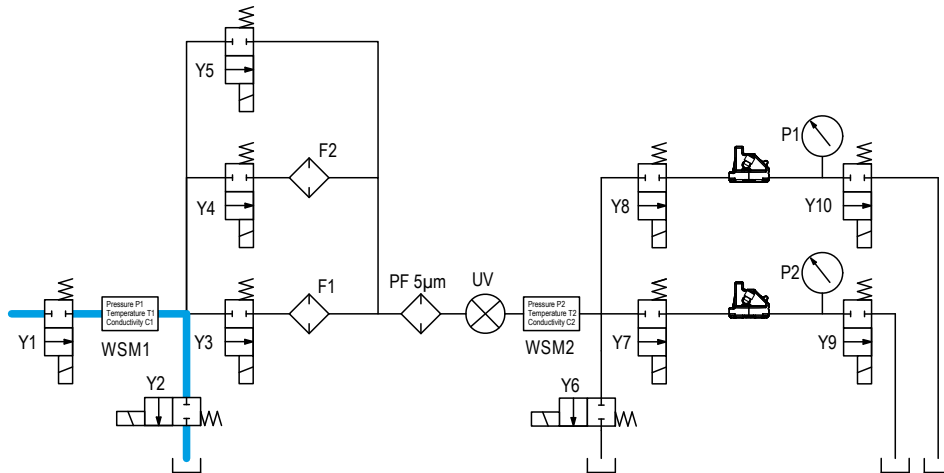 Y5
F2
P1
Y4
Y8
Y10
F1
PF 5µm
UV
P2
Pressure P1
Temperature T1
Conductivity C1
Pressure P2
Temperature T2
Conductivity C2
Y1
WSM1
Y3
WSM2
Y7
Y9
Y2
Y6